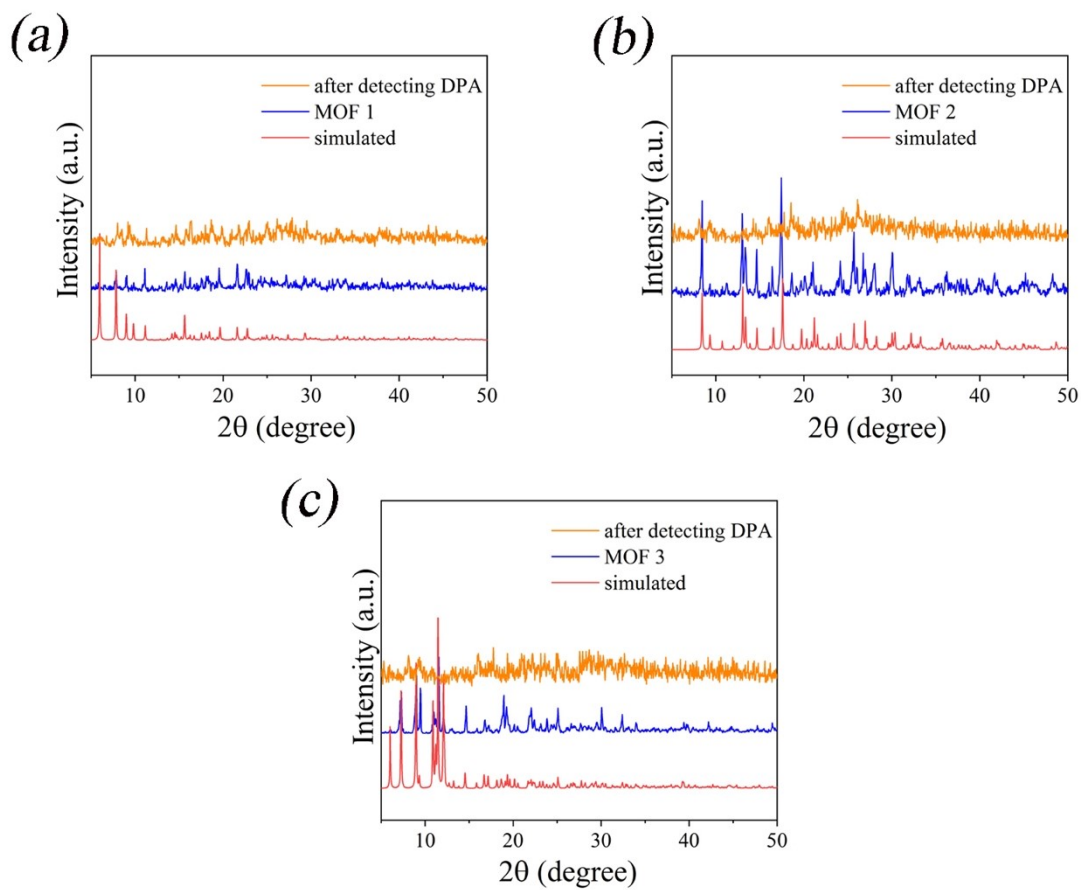 (a)
after detecting DPA
MOF 1
simulated
Intensity (a.u.)
10 20 30 40 50
2θ (degree)
(b)
after detecting DPA
MOF 2
simulated
Intensity (a.u.)
10 20 30 40 50
2θ (degree)
(c)
after detecting DPA
MOF 3
simulated
Intensity (a.u.)
10 20 30 40 50
2θ (degree)